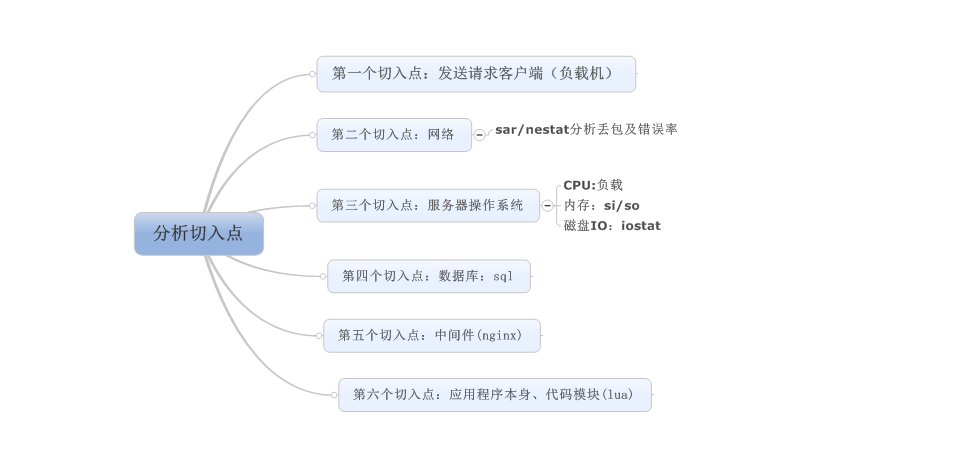 第一个切入点：发送请求客户端（负载机）
第二个切入点：网络
sar/nestat分析丢包及错误率
第三个切入点：服务器操作系统
CPU:负载
内存：si/so
磁盘IO：iostat
分析切入点
第四个切入点：数据库：sql
第五个切入点：中间件(nginx)
第六个切入点：应用程序本身、代码模块(lua)